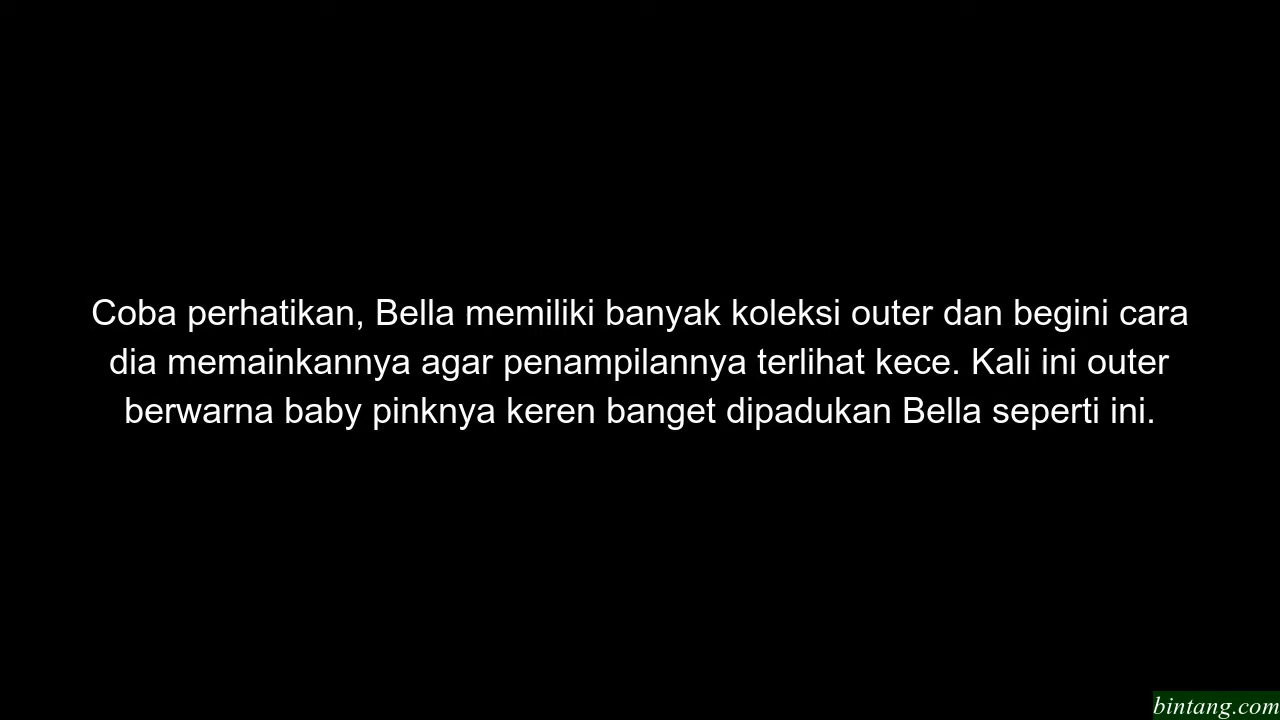 Coba perhatikan, Bella memiliki banyak koleksi outer dan begini cara
dia memainkannya agar penampilannya terlihat kece. Kali ini outer
berwarna baby pinknya keren banget dipadukan Bella seperti ini.
bintang.com